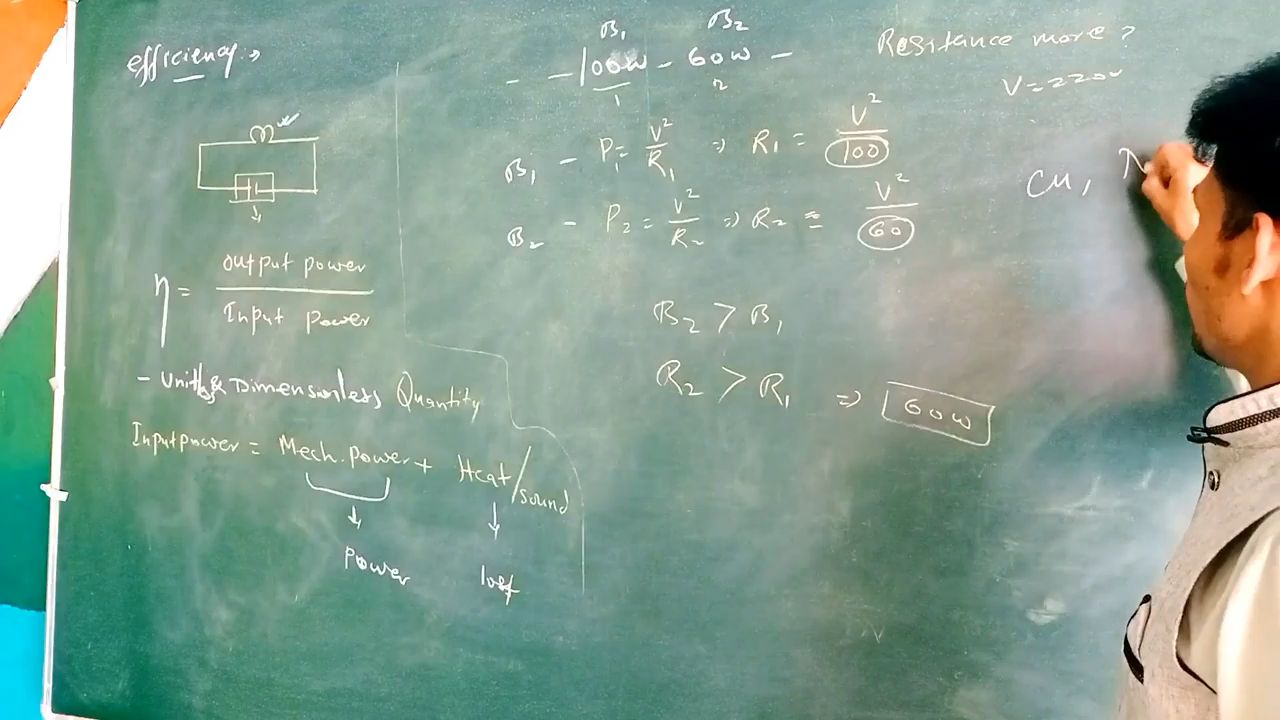 efficiency :→
η = Output power / Input power
- Unitless & Dimensionless Quantity
Input power = Mech. power + Heat/sound
↓ ↓
power loss
B₁ B₂
- - 100W - 60W -
1 2
B₁ - P₁ = V²/R₁ ⇒ R₁ = V²/100
B₂ - P₂ = V²/R₂ ⇒ R₂ = V²/60
B₂ > B₁
R₂ > R₁ ⇒ 60W
Resistance more?
V = 220V
Cu,